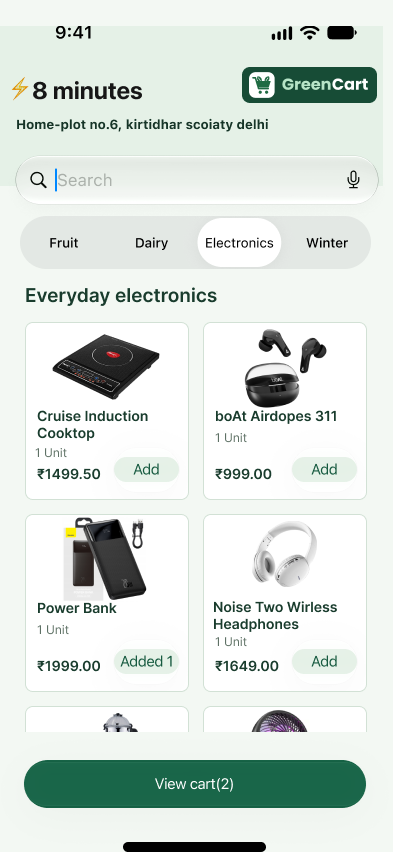 9:41
8 minutes
GreenCart
Home-plot no.6, kirtidhar scoiaty delhi
Search
Fruit Dairy Electronics Winter
Everyday electronics
Cruise Induction
Cooktop
1 Unit
₹1499.50 Add
boAt Airdopes 311
1 Unit
₹999.00 Add
Power Bank
1 Unit
₹1999.00 Added 1
Noise Two Wirless
Headphones
1 Unit
₹1649.00 Add
View cart(2)